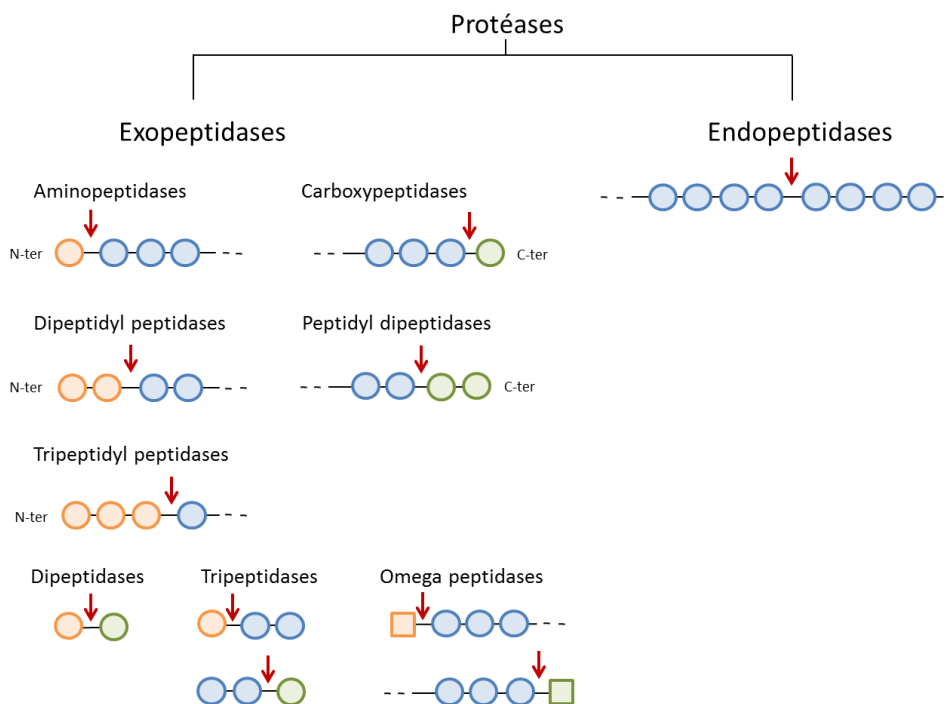 Protéases
Exopeptidases
Endopeptidases
Aminopeptidases
Carboxypeptidases
N-ter
C-ter
Dipeptidyl peptidases
Peptidyl dipeptidases
N-ter
C-ter
Tripeptidyl peptidases
N-ter
Dipeptidases
Tripeptidases
Omega peptidases